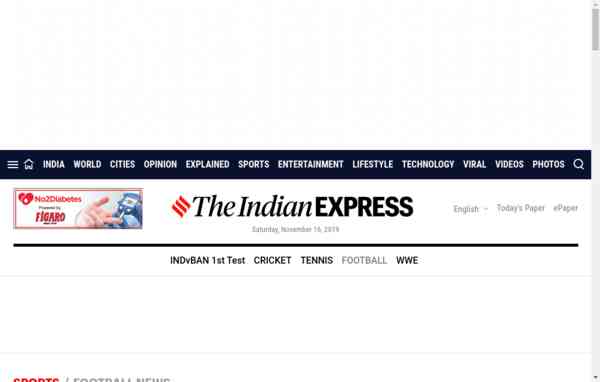 INDIA WORLD CITIES OPINION EXPLAINED SPORTS ENTERTAINMENT LIFESTYLE TECHNOLOGY VIRAL VIDEOS PHOTOS
No2Diabetes
Powered by
FIGARO
The Indian EXPRESS
English Today's Paper ePaper
Saturday, November 16, 2019
INDvBAN 1st Test CRICKET TENNIS FOOTBALL WWE
SPORTS / FOOTBALL NEWS